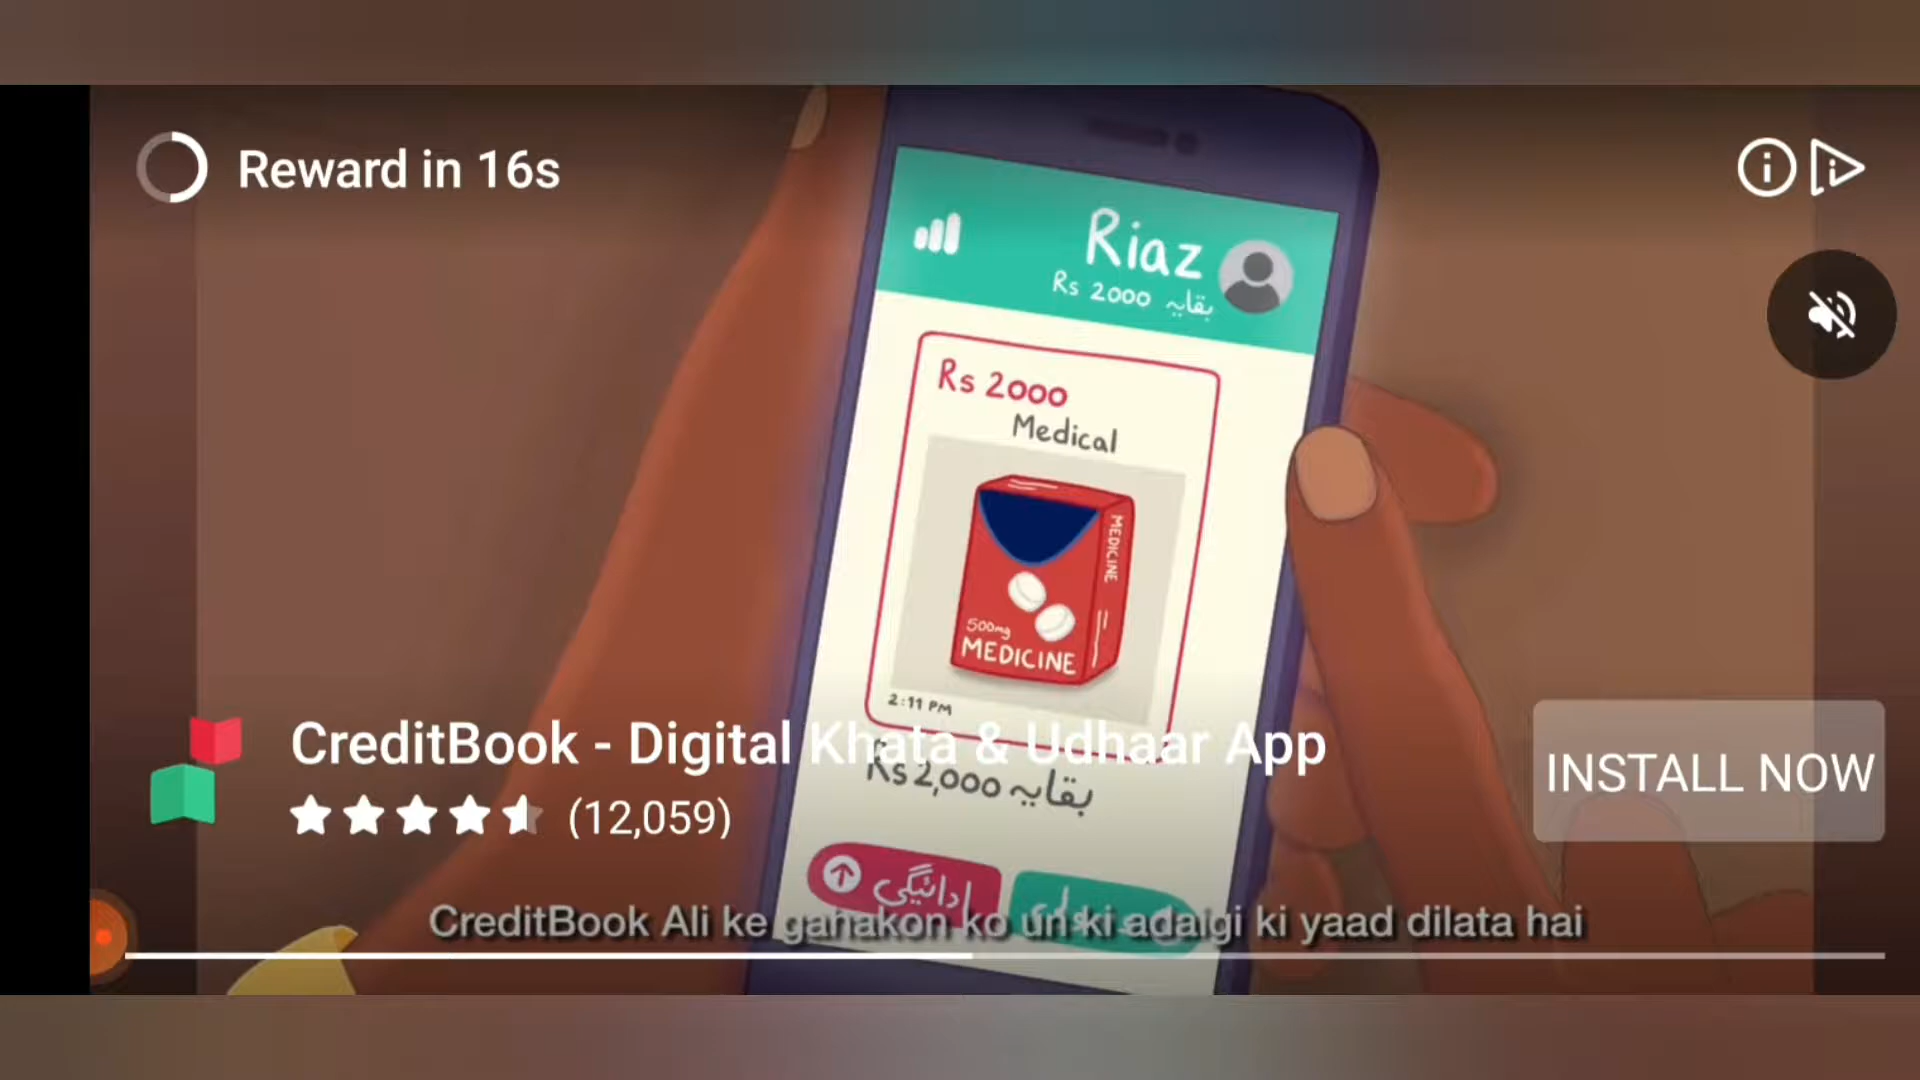 Reward in 16s
Riaz
Rs 2000 بقایہ
Rs 2000
Medical
MEDICINE
500mg
MEDICINE
2:11 PM
CreditBook - Digital Khata & Udhaar App
Rs 2,000 بقایہ
(12,059)
INSTALL NOW
ادائیگی
CreditBook Ali ke gahakon ko un ki adaigi ki yaad dilata hai